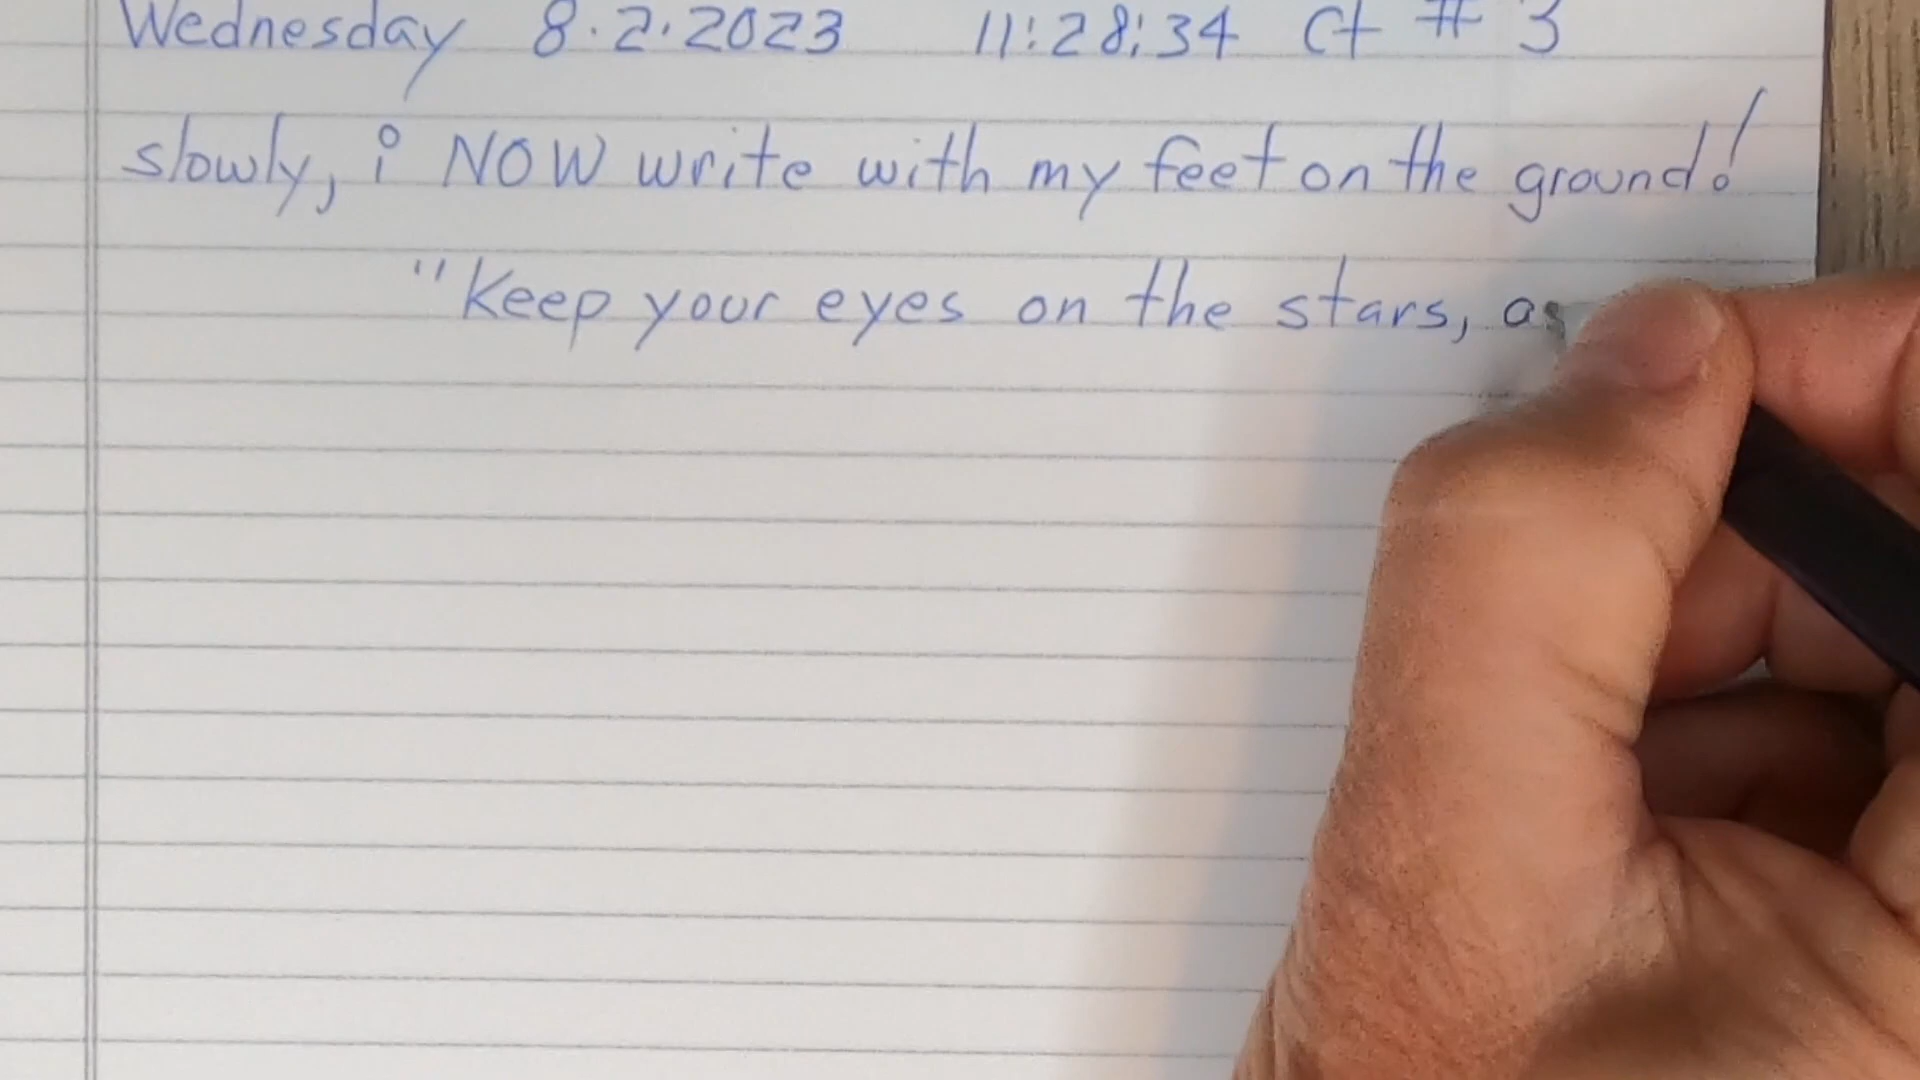 Wednesday 8.2.2023 11:28:34 Ct # 3
slowly, i NOW write with my feet on the ground!
"Keep your eyes on the stars,